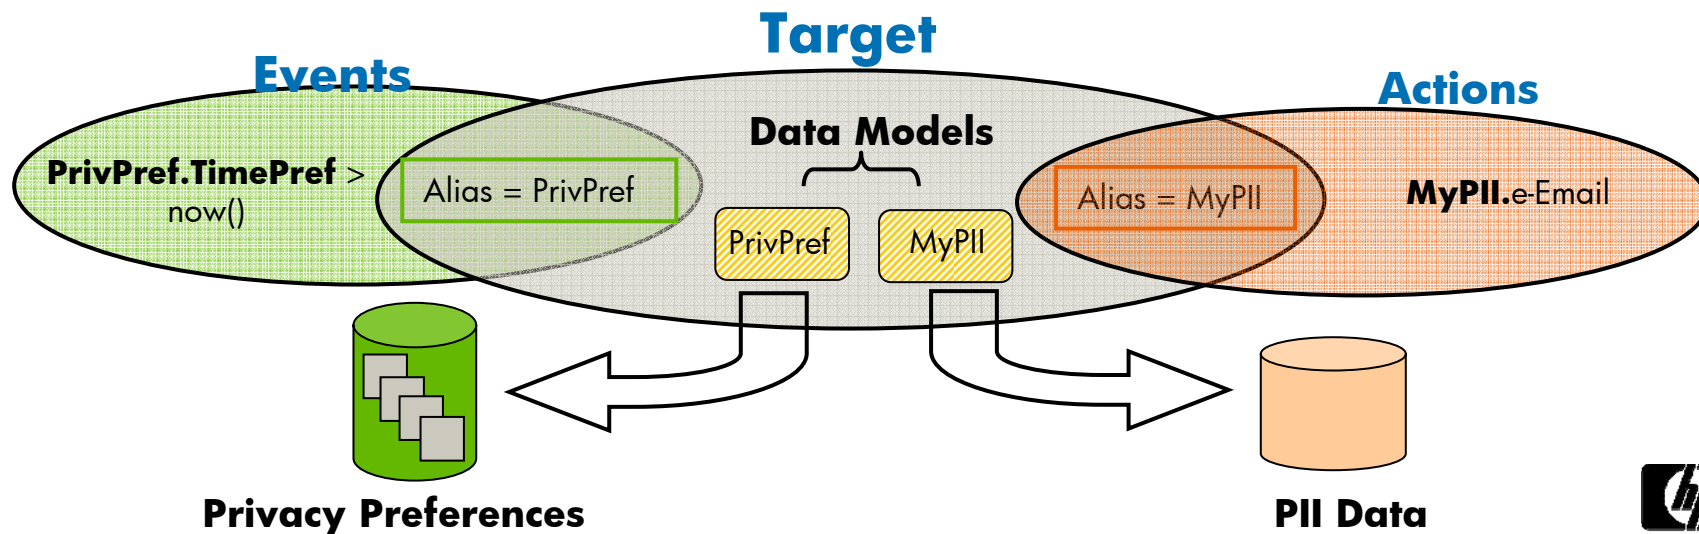 Target
Events
Actions
Data Models
PrivPref.TimePref >
now()
Alias = PrivPref
Alias = MyPII
MyPII.e-Email
PrivPref
MyPII
Privacy Preferences
PII Data
hp